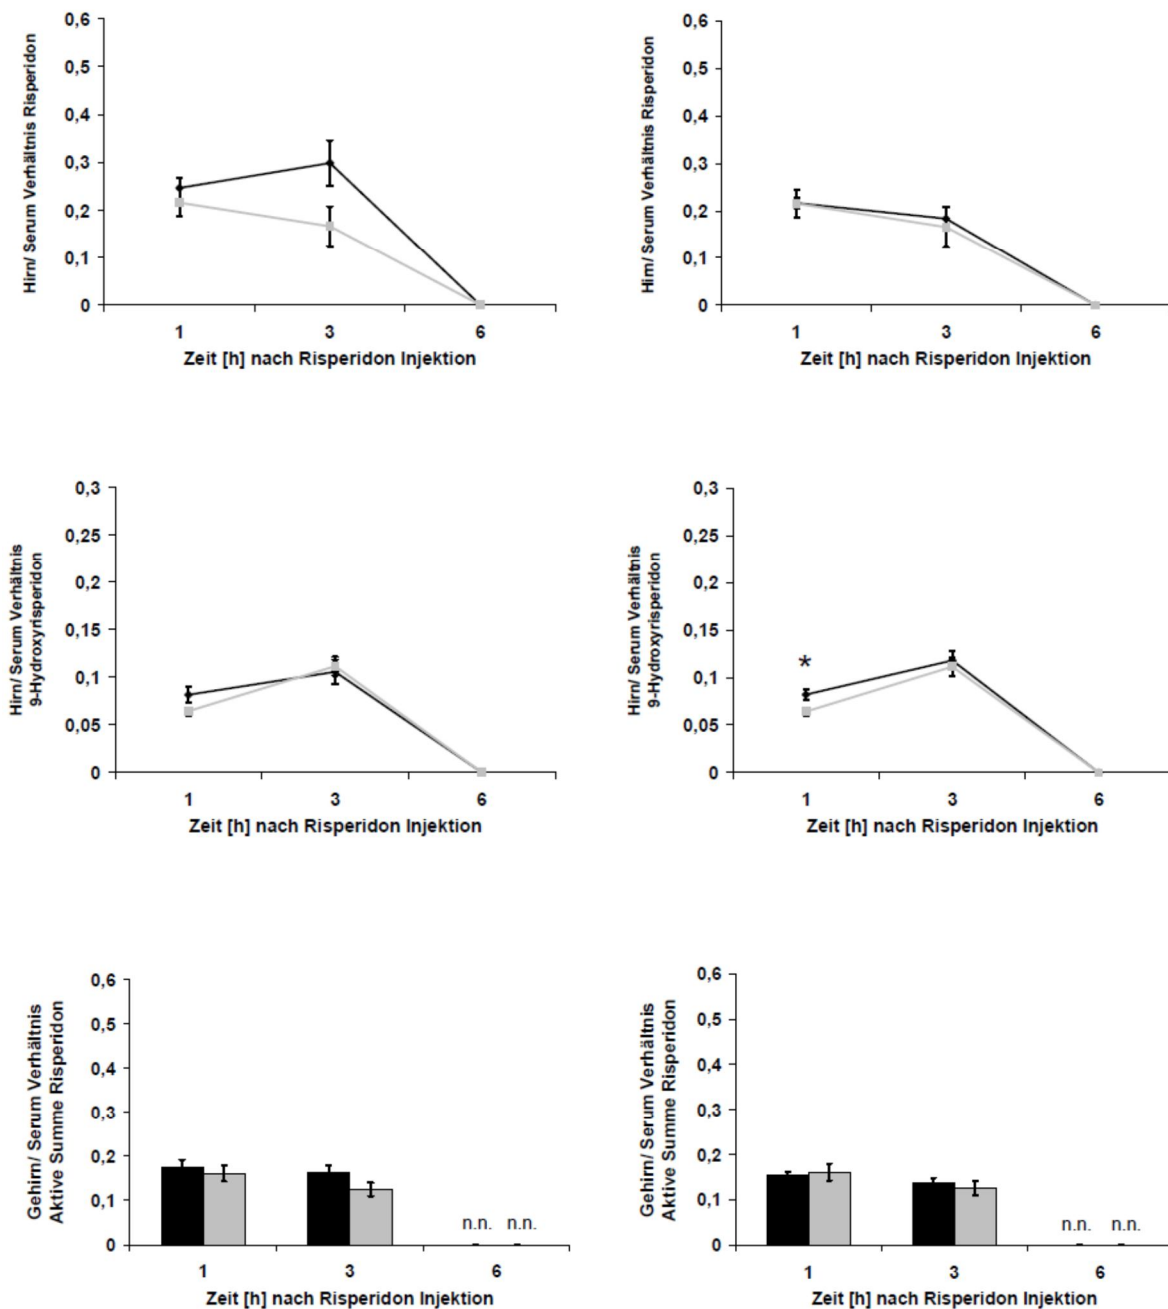 0,6
0,5
0,4
0,3
0,2
0,1
0
Hirn/ Serum Verhältnis Risperidon
1 3 6
Zeit [h] nach Risperidon Injektion
0,6
0,5
0,4
0,3
0,2
0,1
0
Hirn/ Serum Verhältnis Risperidon
1 3 6
Zeit [h] nach Risperidon Injektion
0,3
0,25
0,2
0,15
0,1
0,05
0
Hirn/ Serum Verhältnis
9-Hydroxyrisperidon
1 3 6
Zeit [h] nach Risperidon Injektion
0,3
0,25
0,2
0,15
0,1
0,05
0
Hirn/ Serum Verhältnis
9-Hydroxyrisperidon
*
1 3 6
Zeit [h] nach Risperidon Injektion
0,6
0,5
0,4
0,3
0,2
0,1
0
Gehirn/ Serum Verhältnis
Aktive Summe Risperidon
n.n. n.n.
1 3 6
Zeit [h] nach Risperidon Injektion
0,6
0,5
0,4
0,3
0,2
0,1
0
Gehirn/ Serum Verhältnis
Aktive Summe Risperidon
n.n. n.n.
1 3 6
Zeit [h] nach Risperidon Injektion